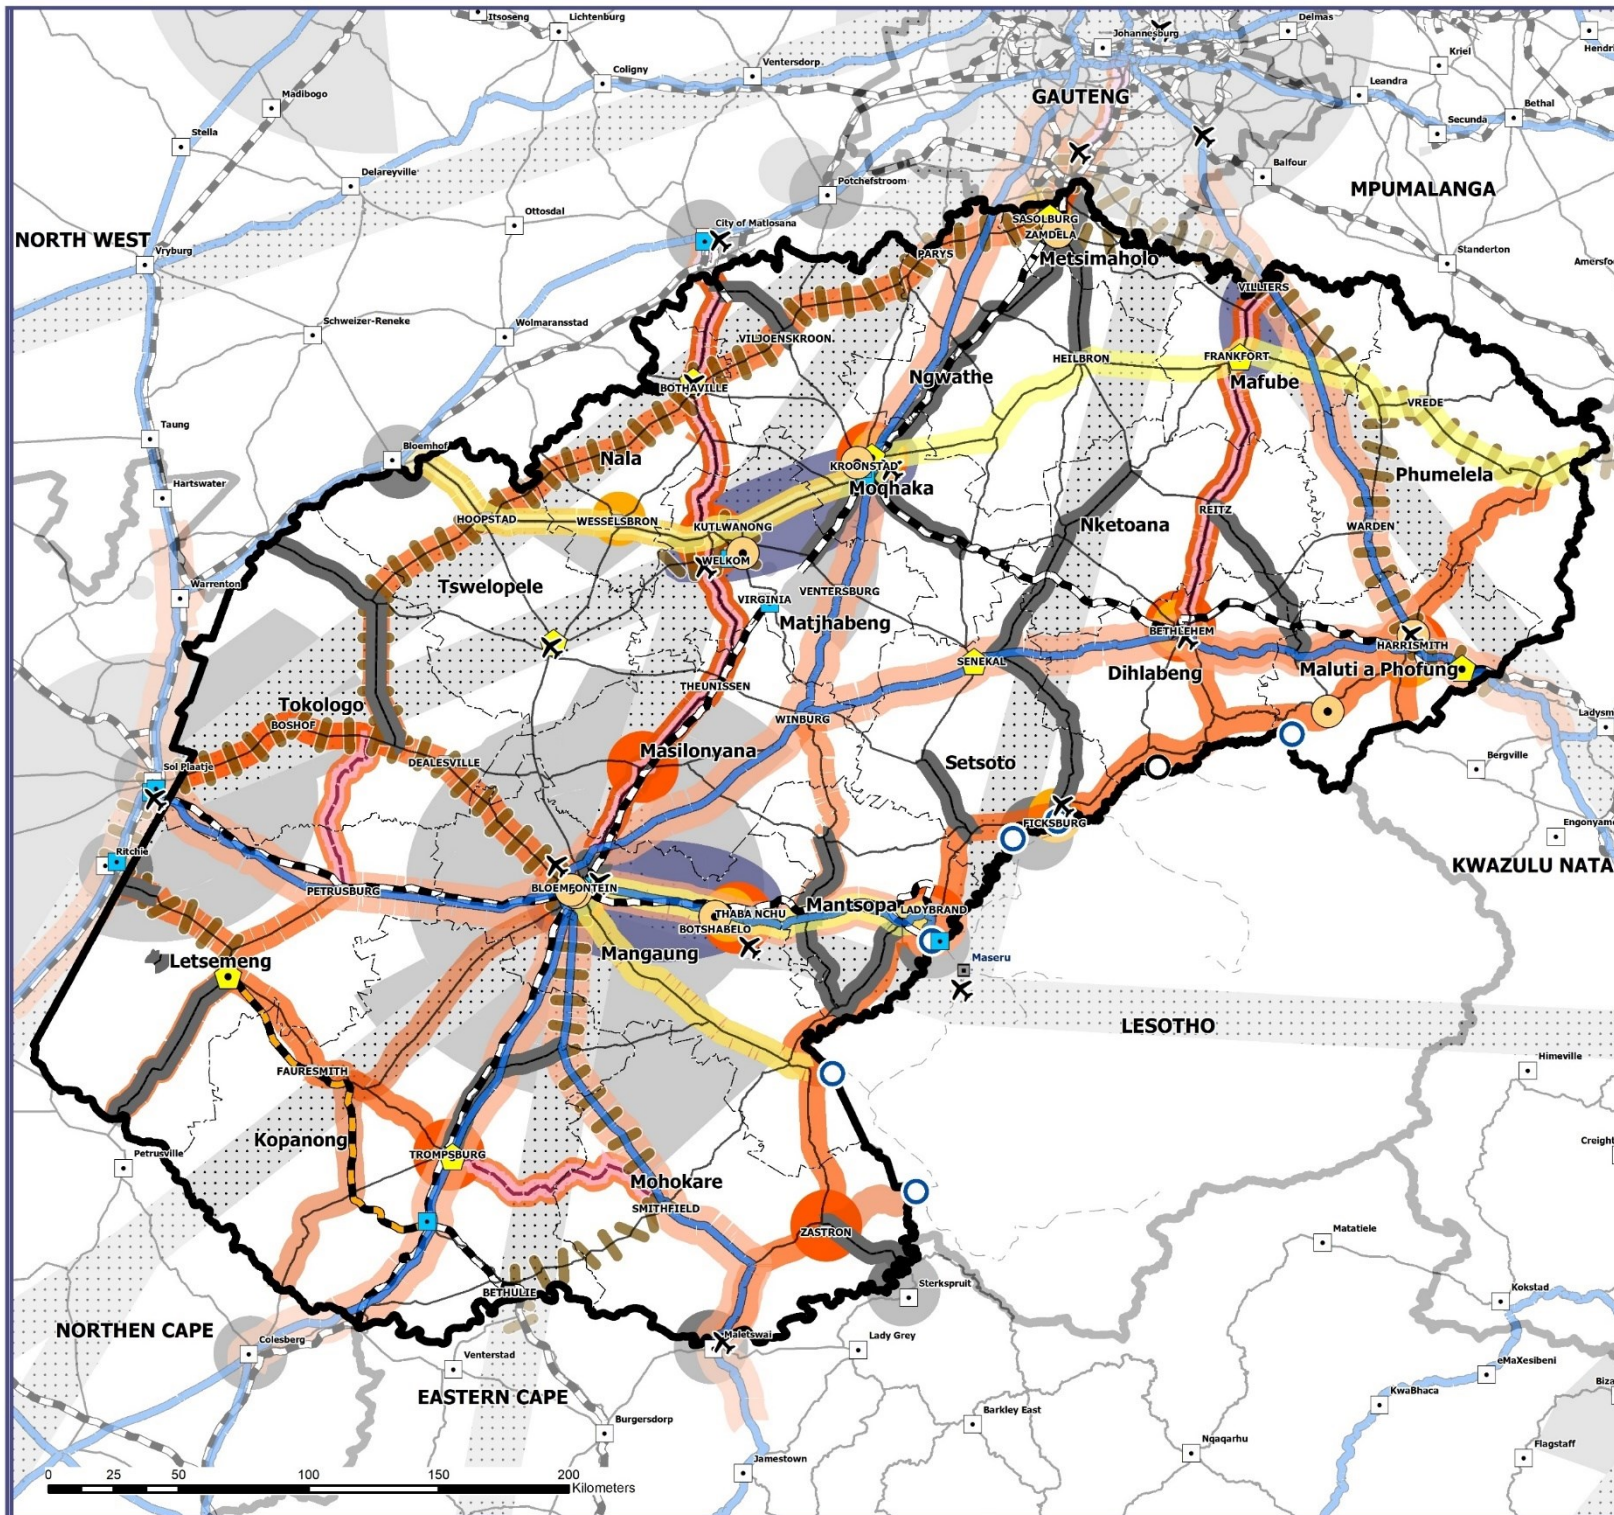 Itsoseng
Lichtenburg
Delmas
Johannesburg
Hendri
Coligny
Ventersdorp
Kriel
Leandra
GAUTENG
Madibogo
Bethal
Stella
Secunda
Balfour
Delareyville
Potchefstroom
MPUMALANGA
Ottosdal
City of Matlosana
SASOLBURG
ZAMDELA
NORTH WEST
Vryburg
PARYS
Metsimaholo
Standerton
Amersfoo
VILLIERS
Schweizer-Reneke
Wolmaransstad
VILJOENSKROON
HEILBRON
FRANKFORT
Ngwathe
Mafube
BOTHAVILLE
VREDE
Taung
Bloemhof
Nala
KROONSTAD
Phumelela
Hartswater
Moqhaka
HOOPSTAD
WESSELSBRON
KUTLWANONG
Nketoana
REITZ
WARDEN
WELKOM
Tswelopele
Warrenton
VIRGINIA
VENTERSBURG
Matjhabeng
BETHLEHEM
HARRISMITH
SENEKAL
Dihlabeng
Maluti a Phofung
THEUNISSEN
Tokologo
BOSHOF
WINBURG
Ladysm
Masilonyana
DEALESVILLE
Setsoto
Bergville
Sol Plaatje
FICKSBURG
Engonyame
Ritchie
KWAZULU NATA
PETRUSBURG
BLOEMFONTEIN
Mantsopa
THABA NCHU
LADYBRAND
BOTSHABELO
Mangaung
Letsemeng
Maseru
LESOTHO
Himeville
FAURESMITH
Kopanong
Creight
TROMPSBURG
Petrusville
Mohokare
SMITHFIELD
ZASTRON
Matatiele
Sterkspruit
BETHULIE
Kokstad
NORTHEN CAPE
Colesberg
Maletswai
Lady Grey
Venterstad
eMaXesibeni
EASTERN CAPE
Biza
KwaBhaca
Burgersdorp
Barkley East
Nqaqarhu
Flagstaff
Jamestown
0 25 50 100 150 200
Kilometers